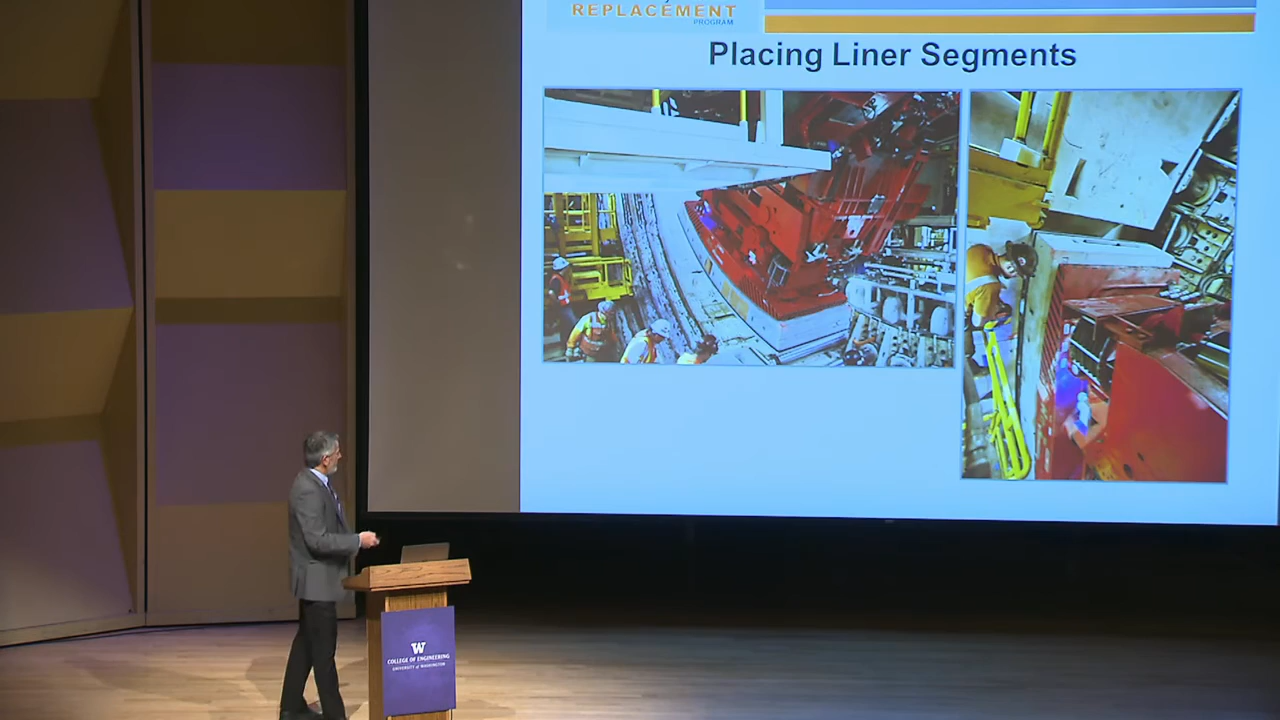 REPLACEMENT
PROGRAM
Placing Liner Segments
W
COLLEGE OF ENGINEERING
UNIVERSITY of WASHINGTON